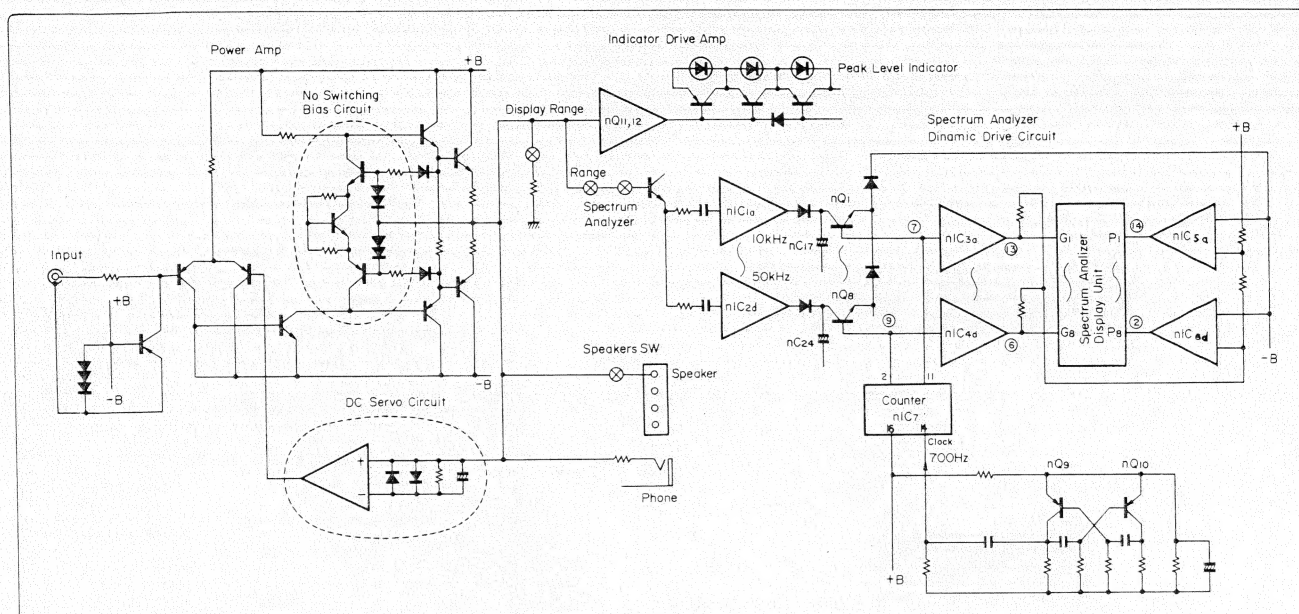 Indicator Drive Amp
Power Amp
+B
Peak Level Indicator
No Switching
Bias Circuit
Display Range
nQ11,12
Spectrum Analyzer
Dinamic Drive Circuit
+B
Range
Spectrum
Analyzer
nIC1a
nQ1
10kHz
nC17
7
nIC3a
13
G1
P1
14
nIC5a
Input
+B
50kHz
nIC2d
nQ8
nC24
9
nIC4d
6
G8
Spectrum Analizer
Display Unit
P8
2
nIC6d
-B
-B
-B
Speakers SW
Speaker
DC Servo Circuit
+
−
Phone
2
11
Counter
nIC7
16
14
Clock
700Hz
nQ9
nQ10
+B